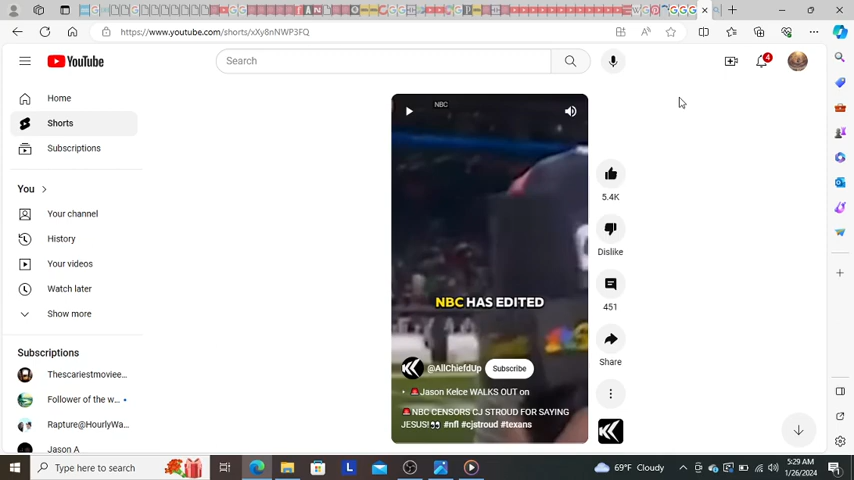 https://www.youtube.com/shorts/xXy8nNWP3FQ
YouTube
Search
4
Home
Shorts
Subscriptions
You
Your channel
History
Your videos
Watch later
Show more
Subscriptions
Thescariestmoviee...
Follower of the w...
Rapture@HourlyWa...
Jason A
NBC
NBC HAS EDITED
@AllChiefdUp Subscribe
🚨Jason Kelce WALKS OUT on
🚨NBC CENSORS CJ STROUD FOR SAYING
JESUS!👀 #nfl #cjstroud #texans
5.4K
Dislike
451
Share
Type here to search
69°F Cloudy
5:29 AM
1/26/2024